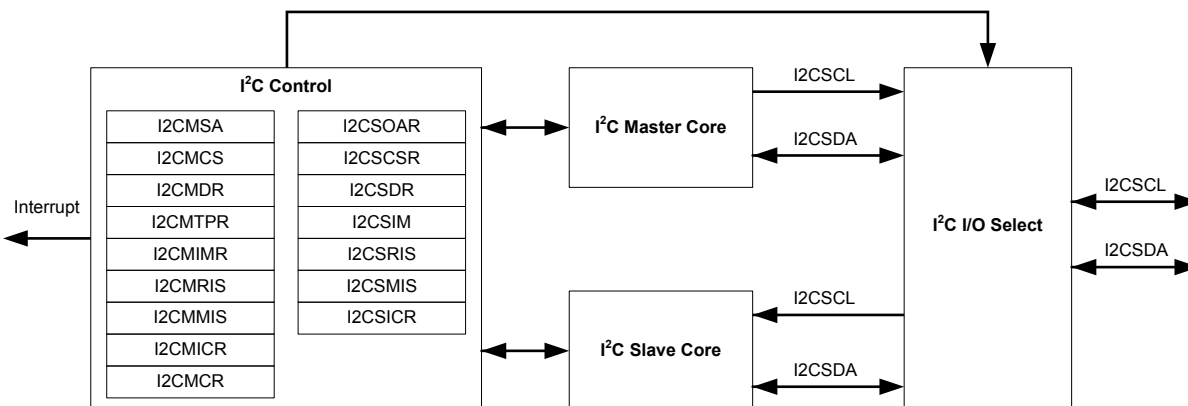 I²C Control
I2CMSA
I2CMCS
I2CMDR
I2CMTPR
I2CMIMR
I2CMRIS
I2CMMIS
I2CMICR
I2CMCR
I2CSOAR
I2CSCSR
I2CSDR
I2CSIM
I2CSRIS
I2CSMIS
I2CSICR
Interrupt
I²C Master Core
I2CSCL
I2CSDA
I²C Slave Core
I2CSCL
I2CSDA
I²C I/O Select
I2CSCL
I2CSDA